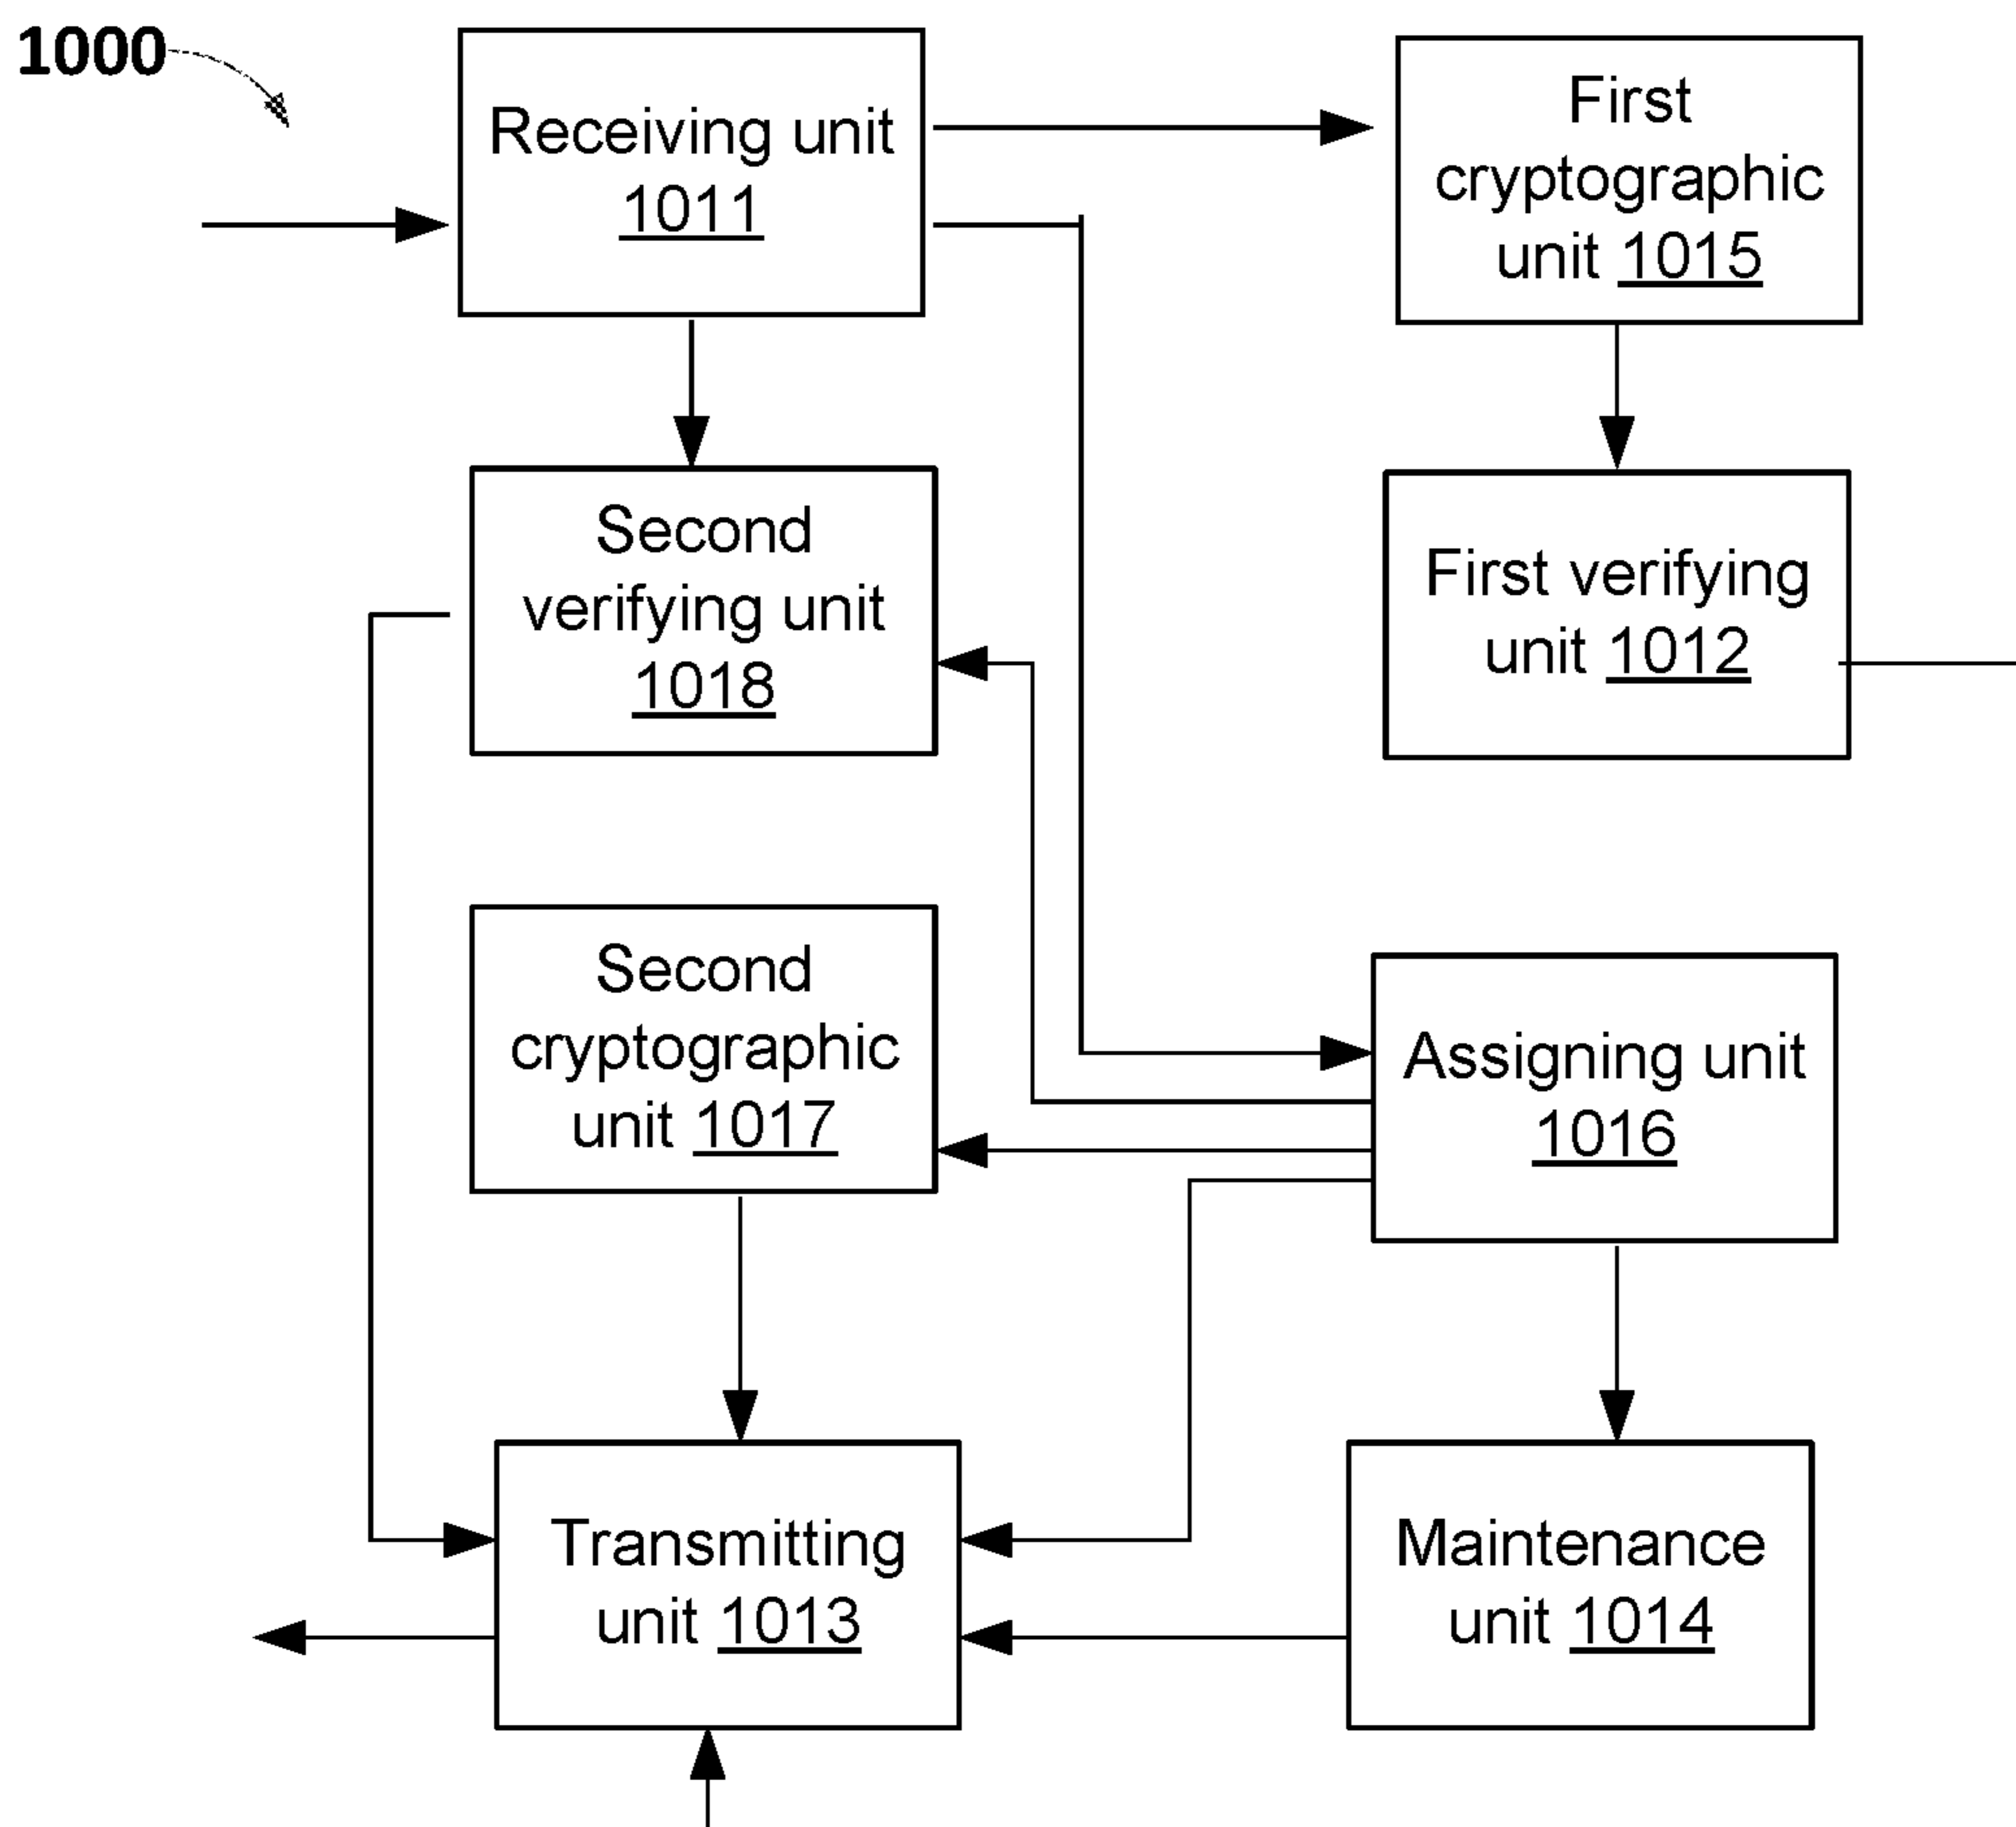 1000
Receiving unit
1011
First
cryptographic
unit 1015
Second
verifying unit
1018
First verifying
unit 1012
Second
cryptographic
unit 1017
Assigning unit
1016
Transmitting
unit 1013
Maintenance
unit 1014